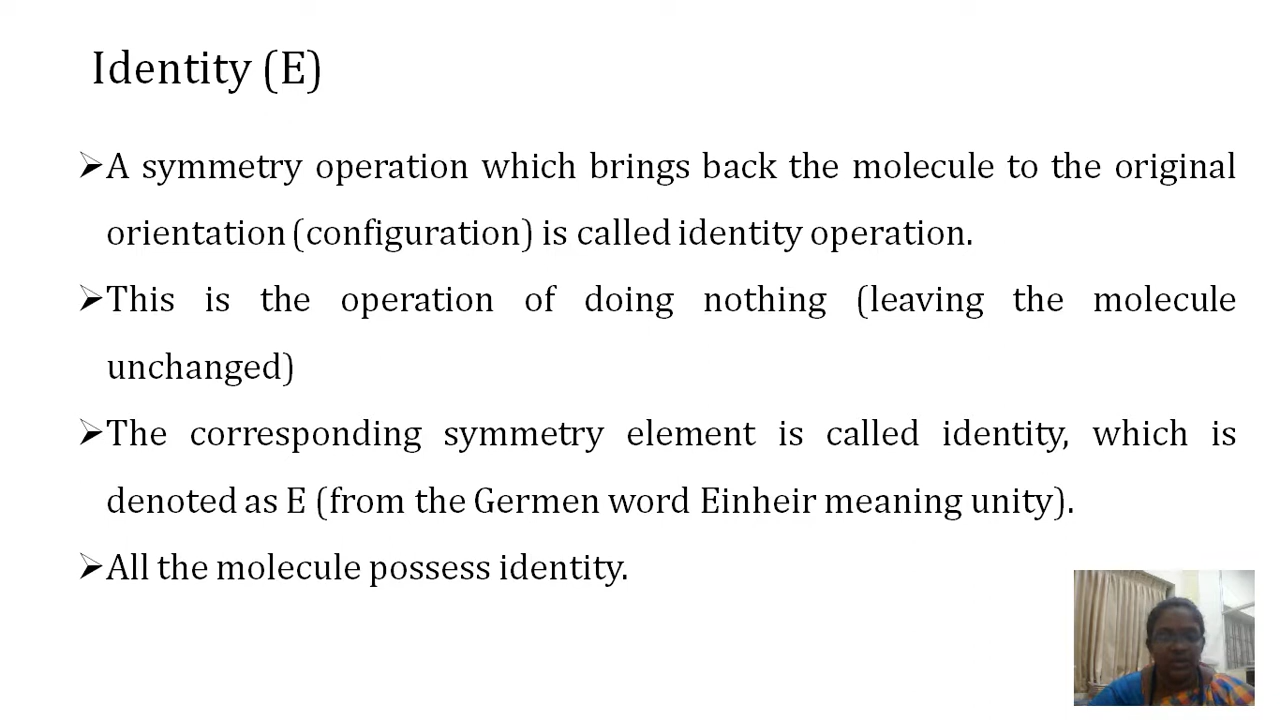 Identity (E)
➢A symmetry operation which brings back the molecule to the original
orientation (configuration) is called identity operation.
➢This is the operation of doing nothing (leaving the molecule
unchanged)
➢The corresponding symmetry element is called identity, which is
denoted as E (from the Germen word Einheir meaning unity).
➢All the molecule possess identity.